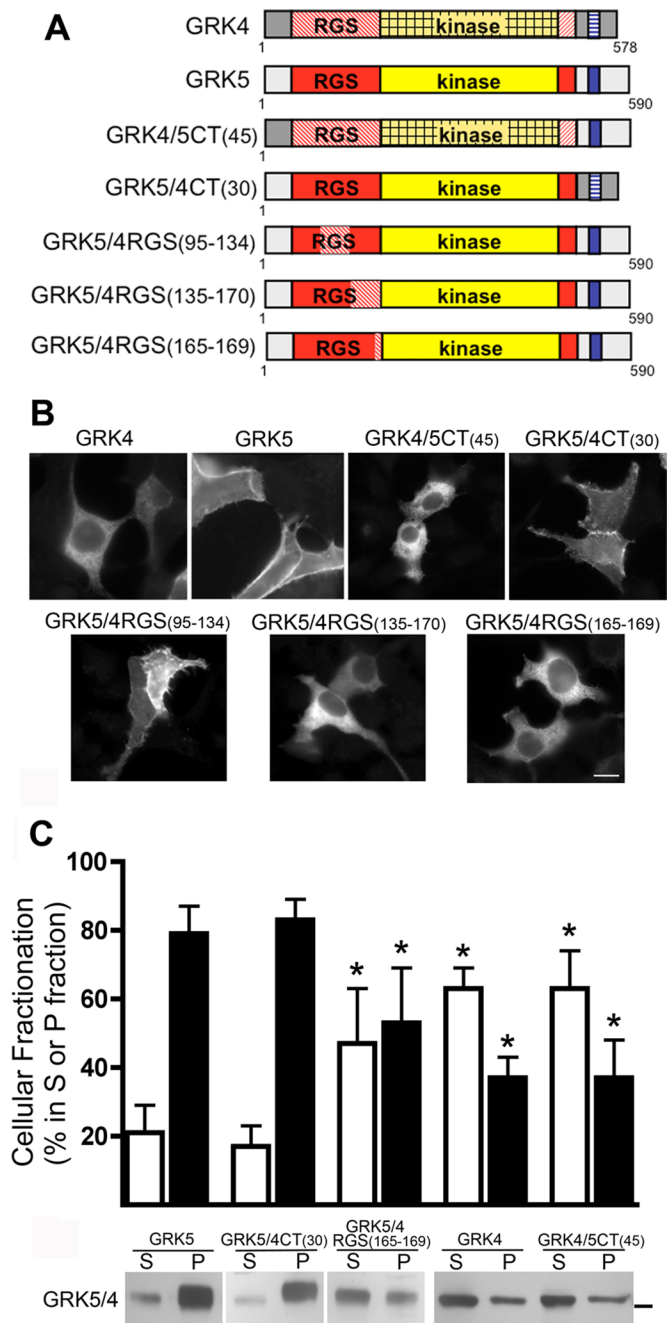 A
GRK4
RGS
kinase
1
578
GRK5
RGS
kinase
1
590
GRK4/5CT(45)
RGS
kinase
1
GRK5/4CT(30)
RGS
kinase
1
GRK5/4RGS(95-134)
RGS
kinase
1
590
GRK5/4RGS(135-170)
RGS
kinase
1
590
GRK5/4RGS(165-169)
RGS
kinase
1
590
B
GRK4
GRK5
GRK4/5CT(45)
GRK5/4CT(30)
GRK5/4RGS(95-134)
GRK5/4RGS(135-170)
GRK5/4RGS(165-169)
C
Cellular Fractionation
(% in S or P fraction)
100
80
60
40
20
* * * * * *
GRK5
GRK5/4CT(30)
GRK5/4
RGS(165-169)
GRK4
GRK4/5CT(45)
S P S P S P S P S P
GRK5/4